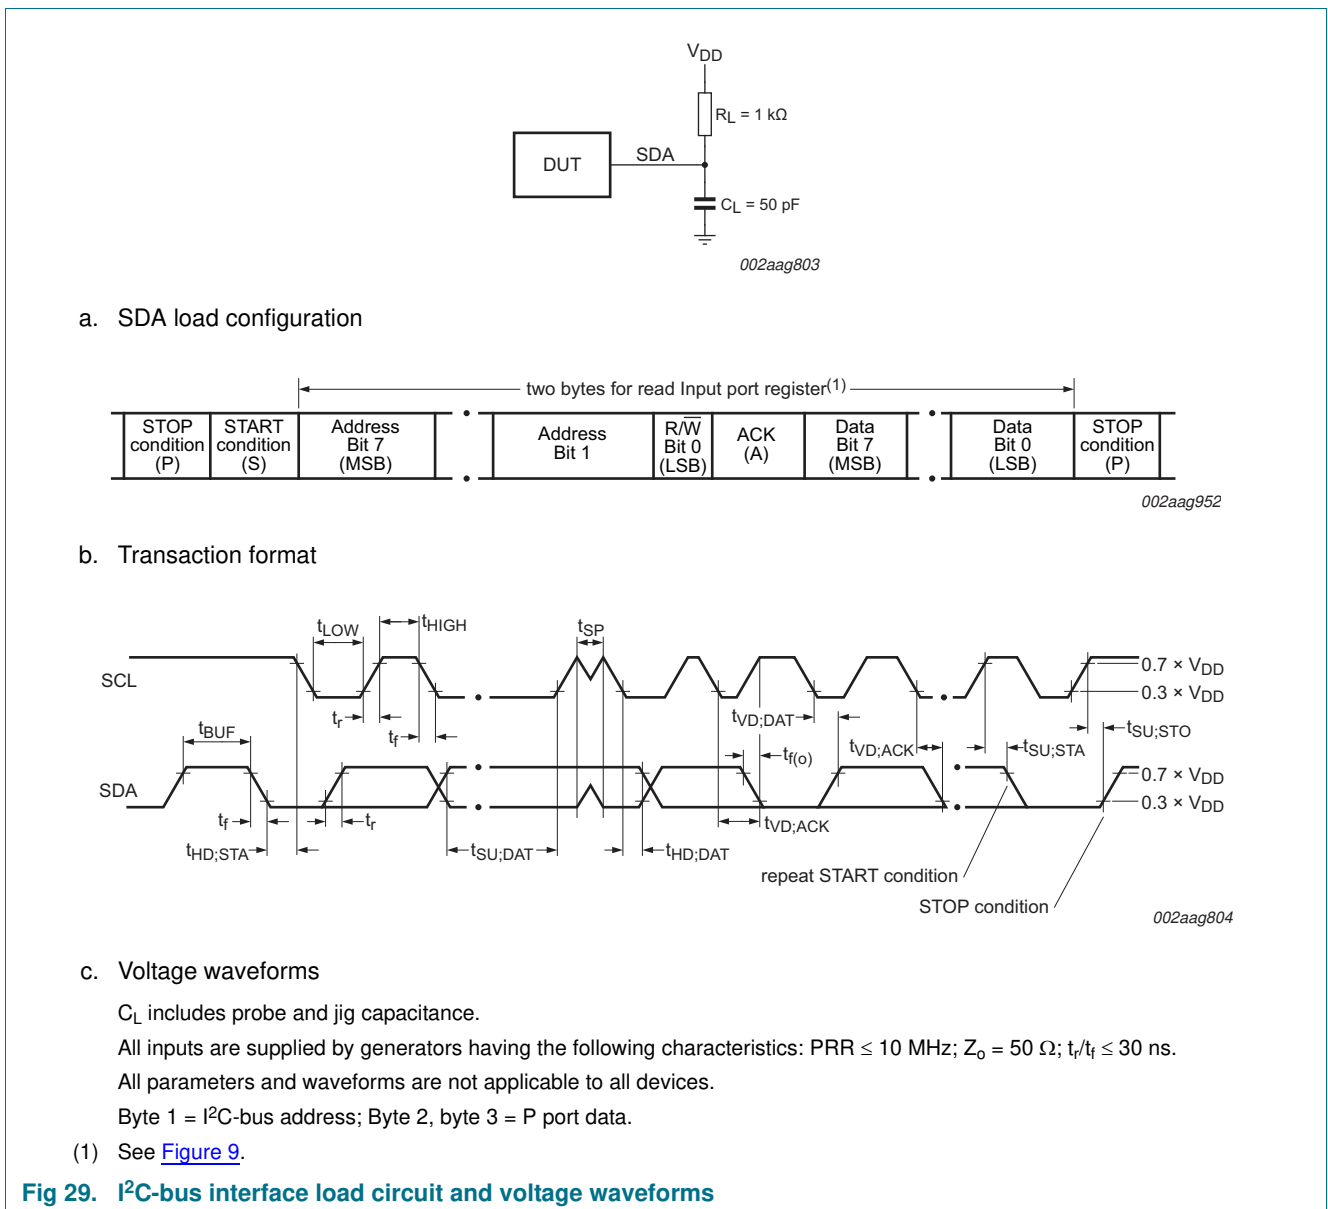 VDD
RL = 1 kΩ
DUT
SDA
CL = 50 pF
002aag803
a. SDA load configuration
two bytes for read Input port register(1)
STOP condition (P)
START condition (S)
Address Bit 7 (MSB)
Address Bit 1
R/W̅ Bit 0 (LSB)
ACK (A)
Data Bit 7 (MSB)
Data Bit 0 (LSB)
STOP condition (P)
002aag952
b. Transaction format
tLOW
tHIGH
tSP
SCL
0.7 × VDD
0.3 × VDD
tr
tf
tVD;DAT
tBUF
tf(o)
tVD;ACK
tSU;STA
tSU;STO
SDA
0.7 × VDD
0.3 × VDD
tf
tr
tVD;ACK
tHD;STA
tSU;DAT
tHD;DAT
repeat START condition
STOP condition
002aag804
c. Voltage waveforms
CL includes probe and jig capacitance.
All inputs are supplied by generators having the following characteristics: PRR ≤ 10 MHz; Zo = 50 Ω; tr/tf ≤ 30 ns.
All parameters and waveforms are not applicable to all devices.
Byte 1 = I²C-bus address; Byte 2, byte 3 = P port data.
(1) See Figure 9.
Fig 29. I²C-bus interface load circuit and voltage waveforms